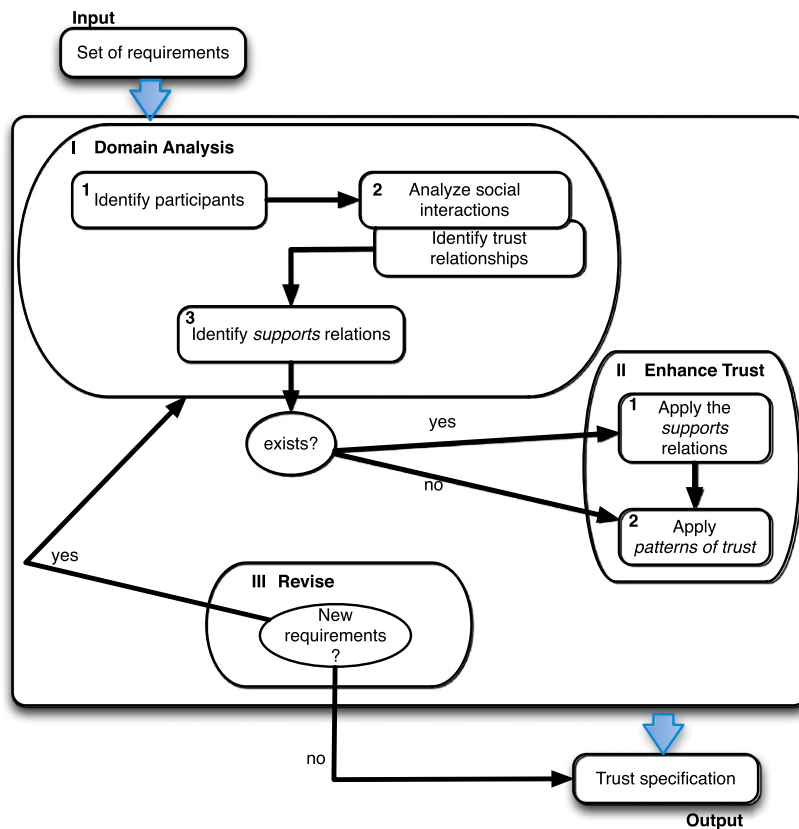 Input
Set of requirements
I Domain Analysis
1 Identify participants
2 Analyze social
interactions
Identify trust
relationships
3
Identify supports relations
exists?
yes
no
II Enhance Trust
1 Apply the
supports
relations
2 Apply
patterns of trust
yes
III Revise
New
requirements
?
no
Trust specification
Output